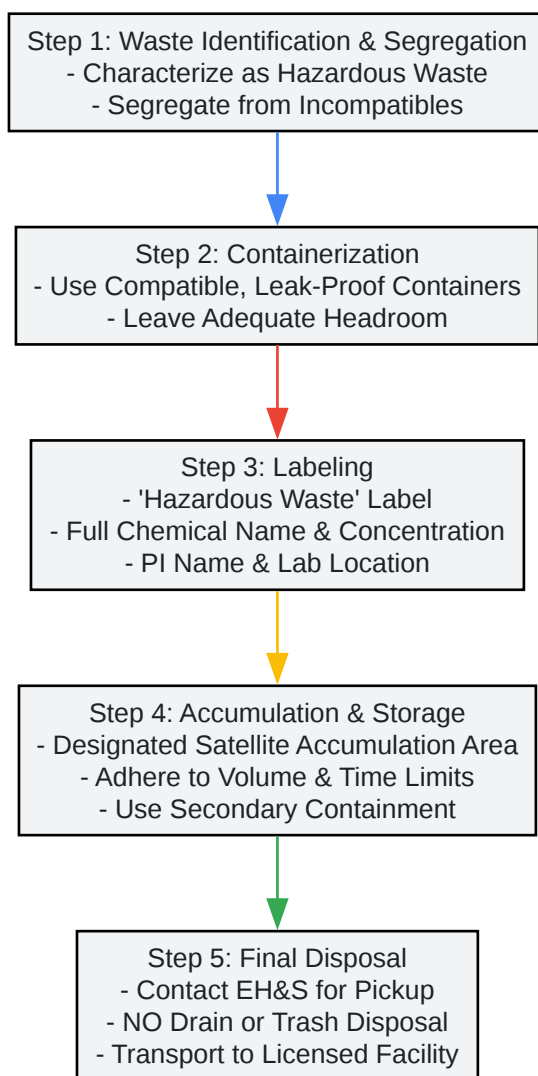 Step 1: Waste Identification & Segregation
- Characterize as Hazardous Waste
- Segregate from Incompatibles
Step 2: Containerization
- Use Compatible, Leak-Proof Containers
- Leave Adequate Headroom
Step 3: Labeling
- 'Hazardous Waste' Label
- Full Chemical Name & Concentration
- PI Name & Lab Location
Step 4: Accumulation & Storage
- Designated Satellite Accumulation Area
- Adhere to Volume & Time Limits
- Use Secondary Containment
Step 5: Final Disposal
- Contact EH&S for Pickup
- NO Drain or Trash Disposal
- Transport to Licensed Facility